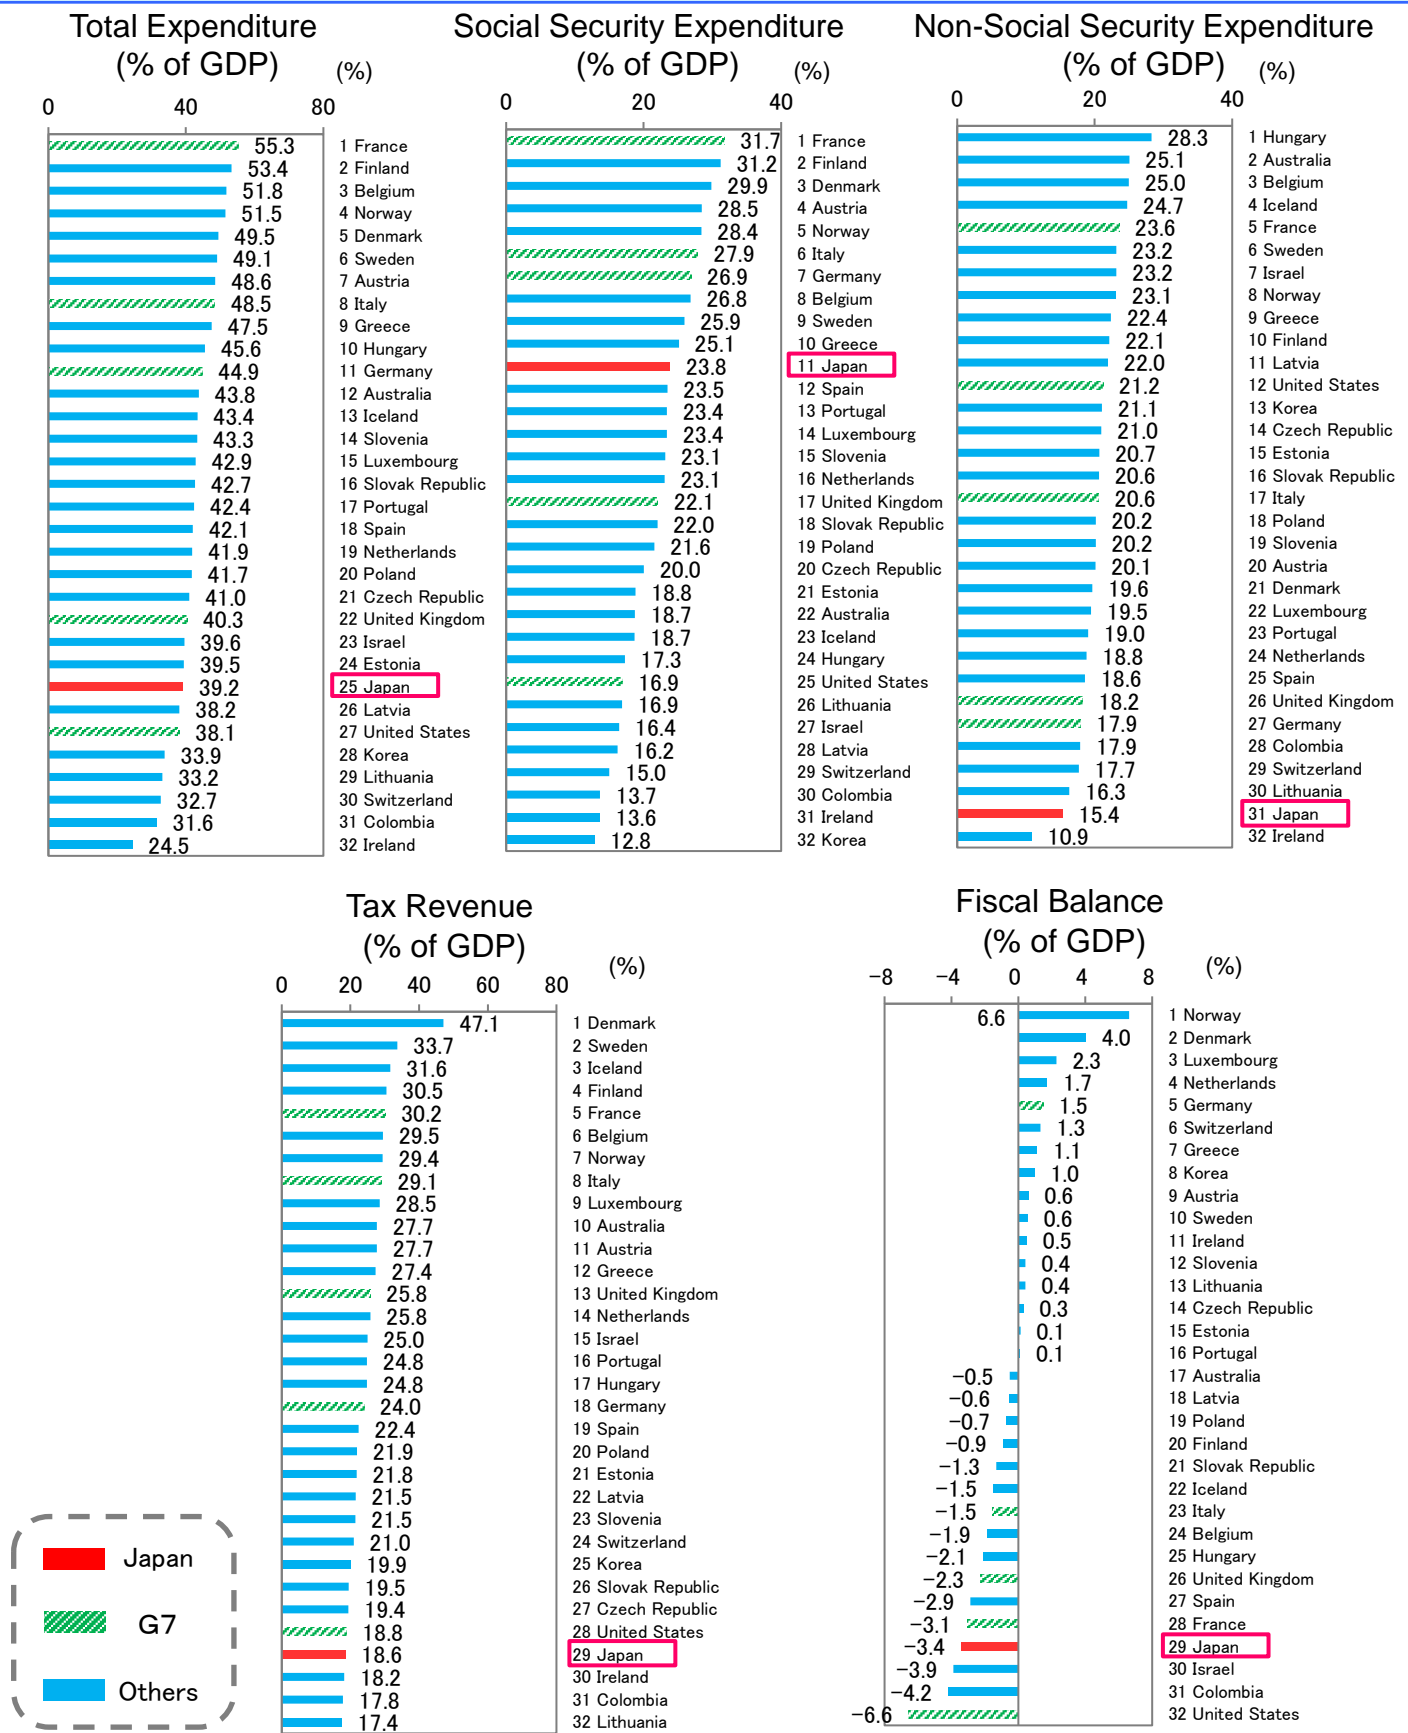 Total Expenditure
(% of GDP)
(%)
0 40 80
55.3 1 France
53.4 2 Finland
51.8 3 Belgium
51.5 4 Norway
49.5 5 Denmark
49.1 6 Sweden
48.6 7 Austria
48.5 8 Italy
47.5 9 Greece
45.6 10 Hungary
44.9 11 Germany
43.8 12 Australia
43.4 13 Iceland
43.3 14 Slovenia
42.9 15 Luxembourg
42.7 16 Slovak Republic
42.4 17 Portugal
42.1 18 Spain
41.9 19 Netherlands
41.7 20 Poland
41.0 21 Czech Republic
40.3 22 United Kingdom
39.6 23 Israel
39.5 24 Estonia
39.2 25 Japan
38.2 26 Latvia
38.1 27 United States
33.9 28 Korea
33.2 29 Lithuania
32.7 30 Switzerland
31.6 31 Colombia
24.5 32 Ireland
Social Security Expenditure
(% of GDP)
(%)
0 20 40
31.7 1 France
31.2 2 Finland
29.9 3 Denmark
28.5 4 Austria
28.4 5 Norway
27.9 6 Italy
26.9 7 Germany
26.8 8 Belgium
25.9 9 Sweden
25.1 10 Greece
23.8 11 Japan
23.5 12 Spain
23.4 13 Portugal
23.4 14 Luxembourg
23.1 15 Slovenia
23.1 16 Netherlands
22.1 17 United Kingdom
22.0 18 Slovak Republic
21.6 19 Poland
20.0 20 Czech Republic
18.8 21 Estonia
18.7 22 Australia
18.7 23 Iceland
17.3 24 Hungary
16.9 25 United States
16.9 26 Lithuania
16.4 27 Israel
16.2 28 Latvia
15.0 29 Switzerland
13.7 30 Colombia
13.6 31 Ireland
12.8 32 Korea
Non-Social Security Expenditure
(% of GDP)
(%)
0 20 40
28.3 1 Hungary
25.1 2 Australia
25.0 3 Belgium
24.7 4 Iceland
23.6 5 France
23.2 6 Sweden
23.2 7 Israel
23.1 8 Norway
22.4 9 Greece
22.1 10 Finland
22.0 11 Latvia
21.2 12 United States
21.1 13 Korea
21.0 14 Czech Republic
20.7 15 Estonia
20.6 16 Slovak Republic
20.6 17 Italy
20.2 18 Poland
20.2 19 Slovenia
20.1 20 Austria
19.6 21 Denmark
19.5 22 Luxembourg
19.0 23 Portugal
18.8 24 Netherlands
18.6 25 Spain
18.2 26 United Kingdom
17.9 27 Germany
17.9 28 Colombia
17.7 29 Switzerland
16.3 30 Lithuania
15.4 31 Japan
10.9 32 Ireland
Tax Revenue
(% of GDP)
(%)
0 20 40 60 80
47.1 1 Denmark
33.7 2 Sweden
31.6 3 Iceland
30.5 4 Finland
30.2 5 France
29.5 6 Belgium
29.4 7 Norway
29.1 8 Italy
28.5 9 Luxembourg
27.7 10 Australia
27.7 11 Austria
27.4 12 Greece
25.8 13 United Kingdom
25.8 14 Netherlands
25.0 15 Israel
24.8 16 Portugal
24.8 17 Hungary
24.0 18 Germany
22.4 19 Spain
21.9 20 Poland
21.8 21 Estonia
21.5 22 Latvia
21.5 23 Slovenia
21.0 24 Switzerland
19.9 25 Korea
19.5 26 Slovak Republic
19.4 27 Czech Republic
18.8 28 United States
18.6 29 Japan
18.2 30 Ireland
17.8 31 Colombia
17.4 32 Lithuania
Fiscal Balance
(% of GDP)
(%)
−8 −4 0 4 8
6.6 1 Norway
4.0 2 Denmark
2.3 3 Luxembourg
1.7 4 Netherlands
1.5 5 Germany
1.3 6 Switzerland
1.1 7 Greece
1.0 8 Korea
0.6 9 Austria
0.6 10 Sweden
0.5 11 Ireland
0.4 12 Slovenia
0.4 13 Lithuania
0.3 14 Czech Republic
0.1 15 Estonia
0.1 16 Portugal
−0.5 17 Australia
−0.6 18 Latvia
−0.7 19 Poland
−0.9 20 Finland
−1.3 21 Slovak Republic
−1.5 22 Iceland
−1.5 23 Italy
−1.9 24 Belgium
−2.1 25 Hungary
−2.3 26 United Kingdom
−2.9 27 Spain
−3.1 28 France
−3.4 29 Japan
−3.9 30 Israel
−4.2 31 Colombia
−6.6 32 United States
Japan
G7
Others